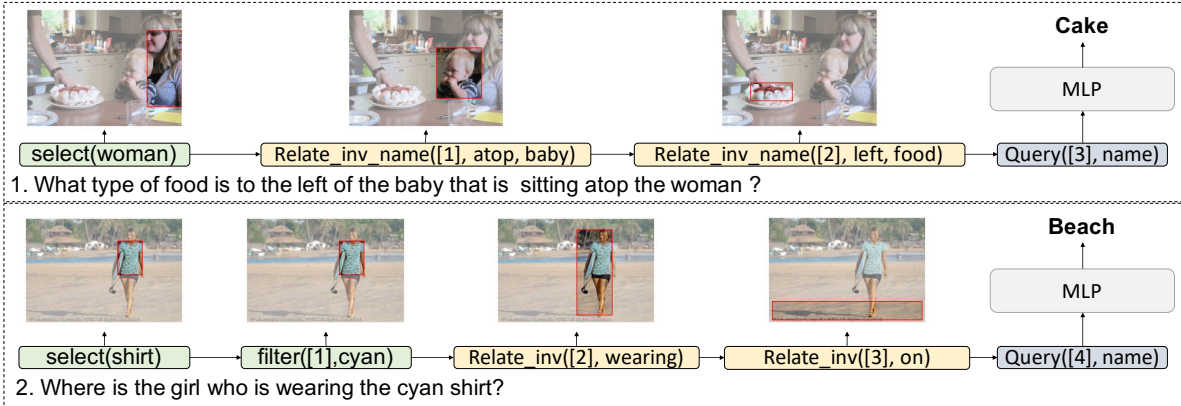 Cake
MLP
select(woman)
Relate_inv_name([1], atop, baby)
Relate_inv_name([2], left, food)
Query([3], name)
1. What type of food is to the left of the baby that is sitting atop the woman ?
Beach
MLP
select(shirt)
filter([1],cyan)
Relate_inv([2], wearing)
Relate_inv([3], on)
Query([4], name)
2. Where is the girl who is wearing the cyan shirt?